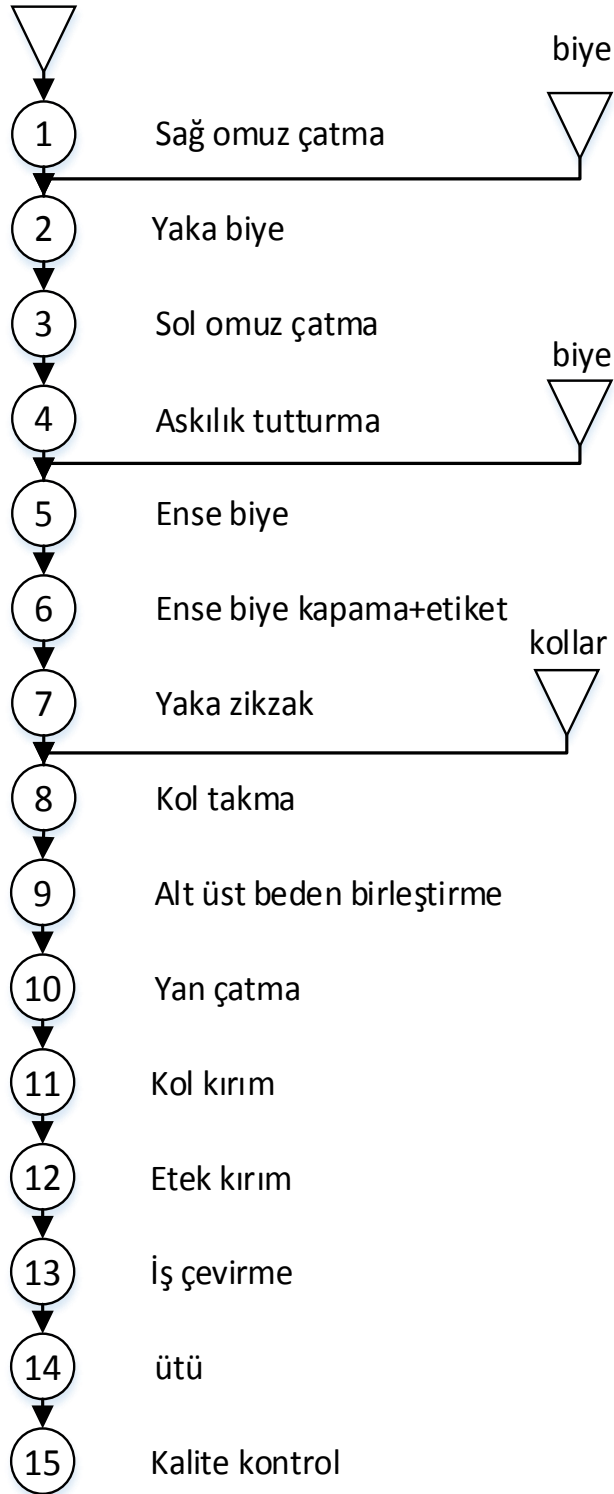 biye
1 Sağ omuz çatma
2 Yaka biye
3 Sol omuz çatma
biye
4 Askılık tutturma
5 Ense biye
6 Ense biye kapama+etiket
kollar
7 Yaka zikzak
8 Kol takma
9 Alt üst beden birleştirme
10 Yan çatma
11 Kol kırım
12 Etek kırım
13 İş çevirme
14 ütü
15 Kalite kontrol